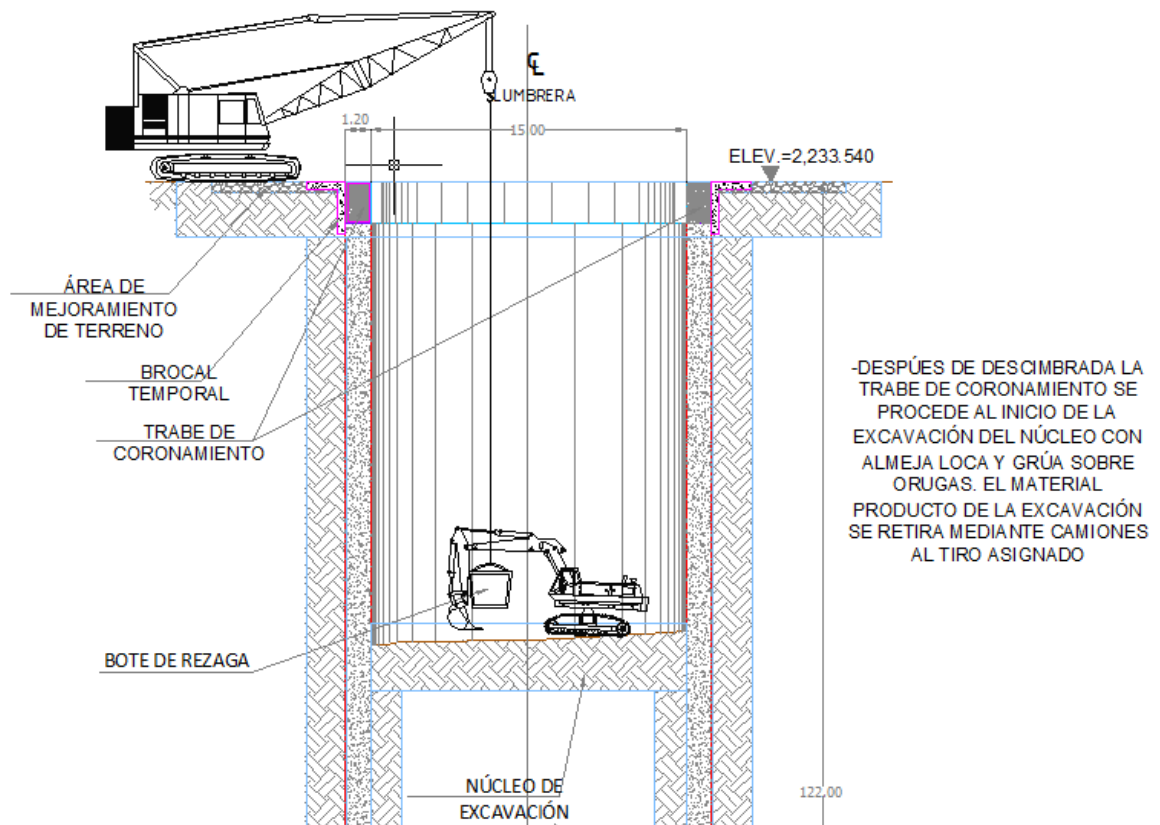 ℄
LUMBRERA
1.20
15.00
ELEV.=2,233.540
ÁREA DE
MEJORAMIENTO
DE TERRENO
BROCAL
TEMPORAL
TRABE DE
CORONAMIENTO
-DESPÚES DE DESCIMBRADA LA
TRABE DE CORONAMIENTO SE
PROCEDE AL INICIO DE LA
EXCAVACIÓN DEL NÚCLEO CON
ALMEJA LOCA Y GRÚA SOBRE
ORUGAS. EL MATERIAL
PRODUCTO DE LA EXCAVACIÓN
SE RETIRA MEDIANTE CAMIONES
AL TIRO ASIGNADO
BOTE DE REZAGA
NÚCLEO DE
EXCAVACIÓN
122.00